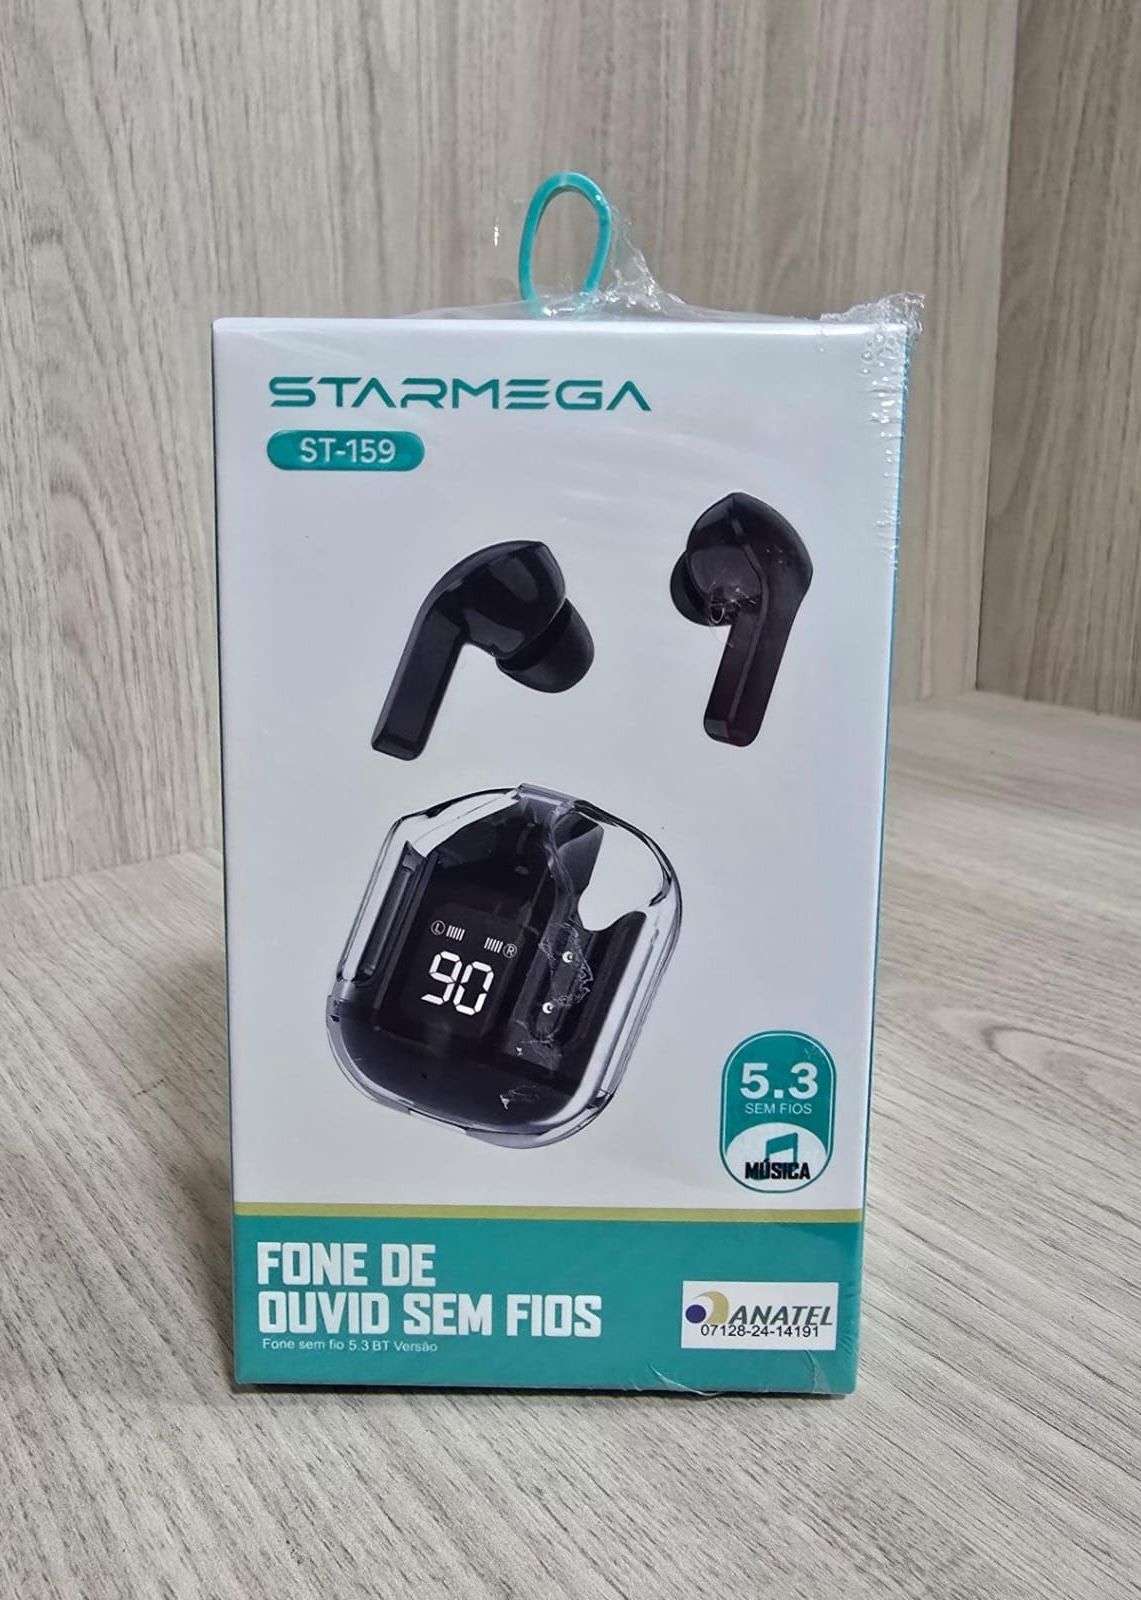 STARMEGA
ST-159
L
R
90
5.3
SEM FIOS
MÚSICA
FONE DE
OUVID SEM FIOS
Fone sem fio 5.3 BT Versão
ANATEL
07128-24-14191